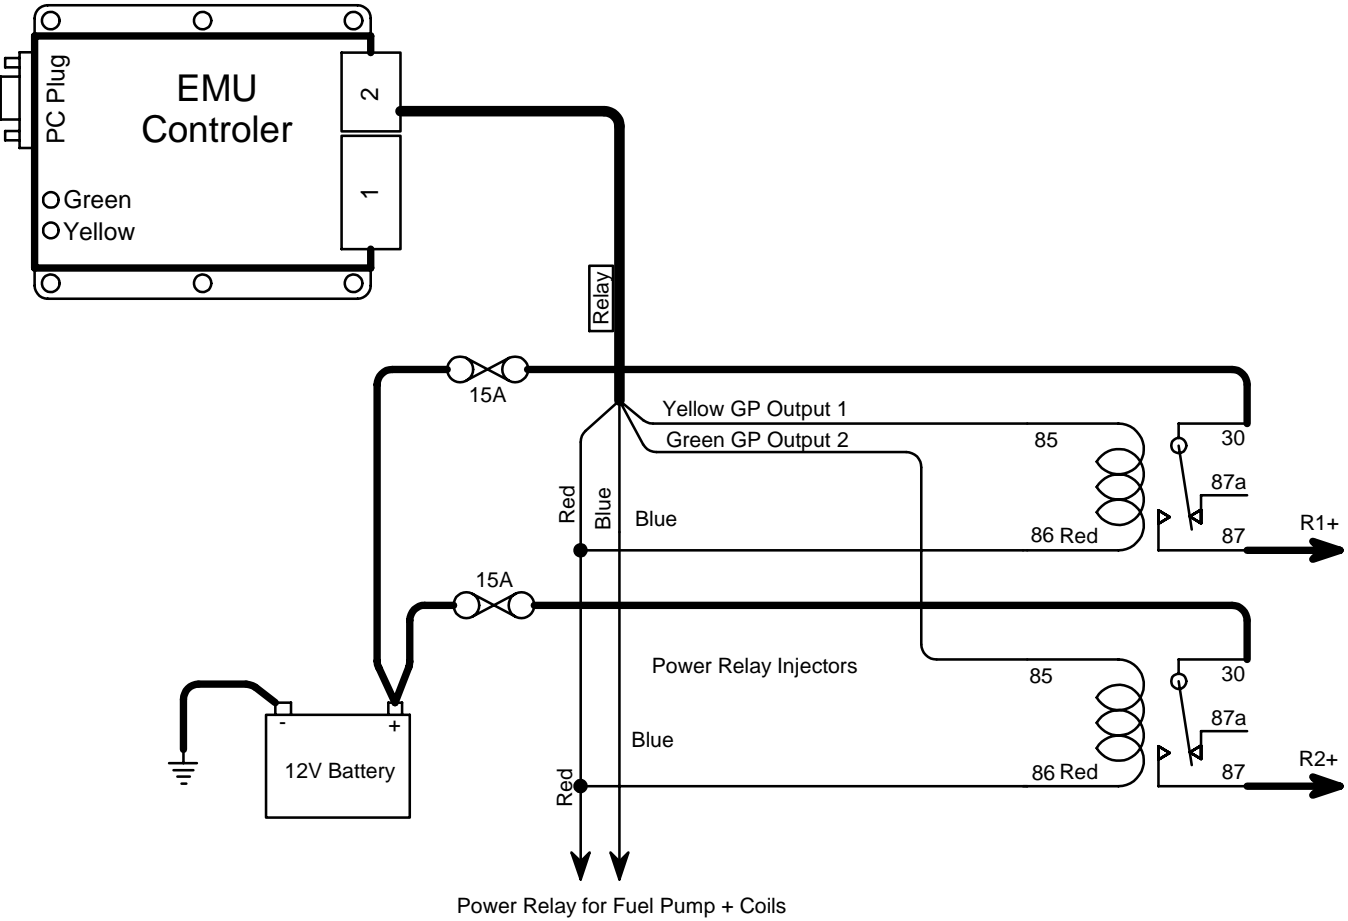 PC Plug
EMU
Controler
2
1
Green
Yellow
Relay
15A
Yellow GP Output 1
Green GP Output 2
85
30
87a
Red
Blue
Blue
86 Red
87
R1+
15A
Power Relay Injectors
85
30
87a
Blue
Red
86 Red
87
R2+
-
+
12V Battery
Power Relay for Fuel Pump + Coils